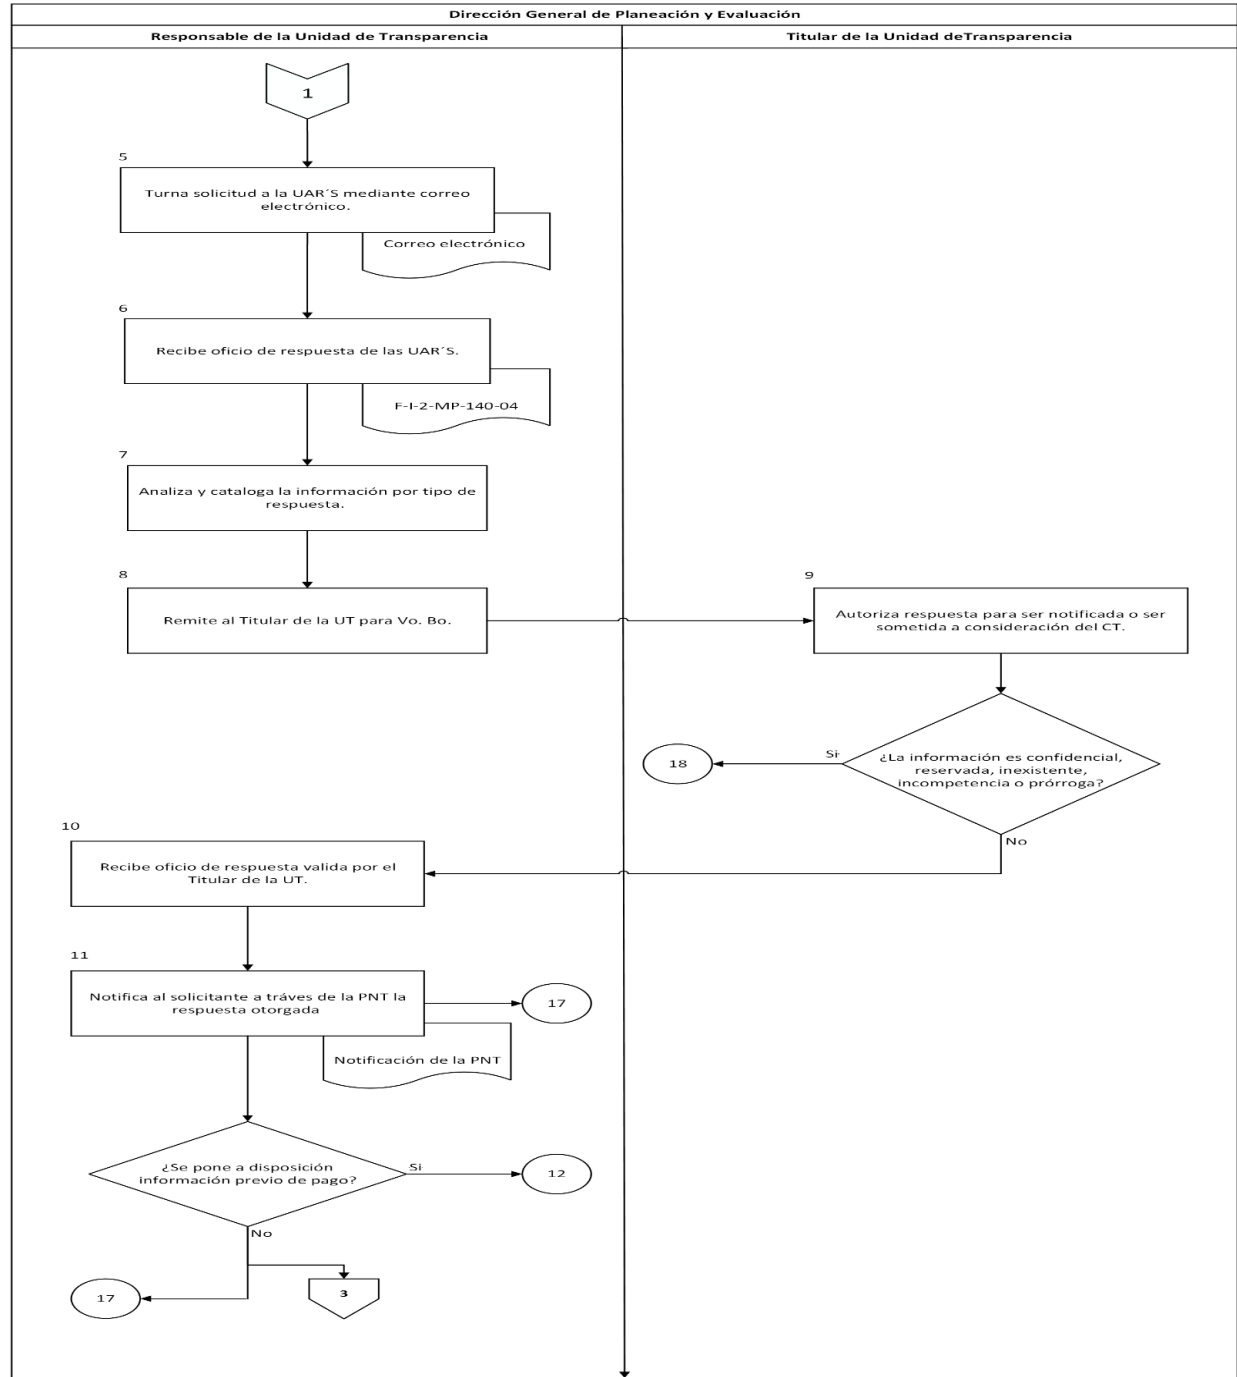 Dirección General de Planeación y Evaluación
Responsable de la Unidad de Transparencia
Titular de la Unidad deTransparencia
1
5
Turna solicitud a la UAR´S mediante correo
electrónico.
Correo electrónico
6
Recibe oficio de respuesta de las UAR´S.
F-I-2-MP-140-04
7
Analiza y cataloga la información por tipo de
respuesta.
8
Remite al Titular de la UT para Vo. Bo.
9
Autoriza respuesta para ser notificada o ser
sometida a consideración del CT.
¿La información es confidencial,
reservada, inexistente,
incompetencia o prórroga?
Si
18
No
10
Recibe oficio de respuesta valida por el
Titular de la UT.
11
Notifica al solicitante a tráves de la PNT la
respuesta otorgada
17
Notificación de la PNT
¿Se pone a disposición
información previo de pago?
Si
12
No
17
3